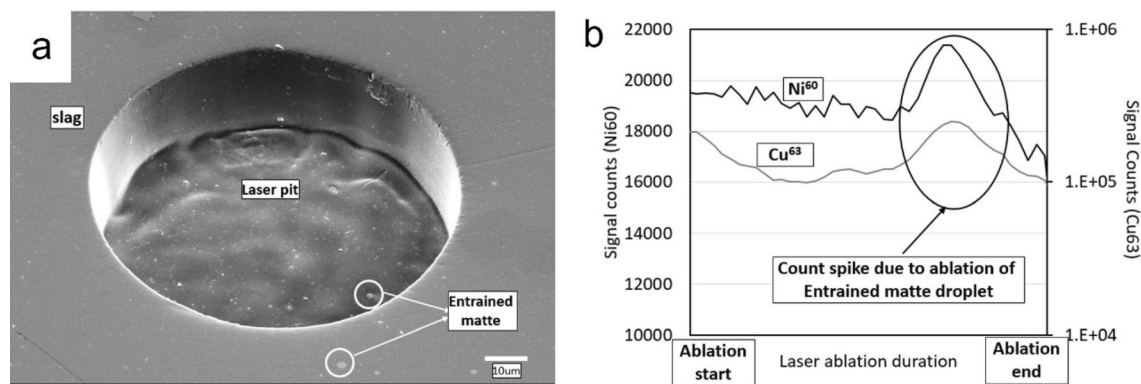 a
slag
Laser pit
Entrained
matte
10um
b
22000
20000
18000
16000
14000
12000
10000
Signal counts (Ni60)
Ni⁶⁰
Cu⁶³
Count spike due to ablation of
Entrained matte droplet
1.E+06
1.E+05
1.E+04
Signal Counts (Cu63)
Ablation
start
Laser ablation duration
Ablation
end